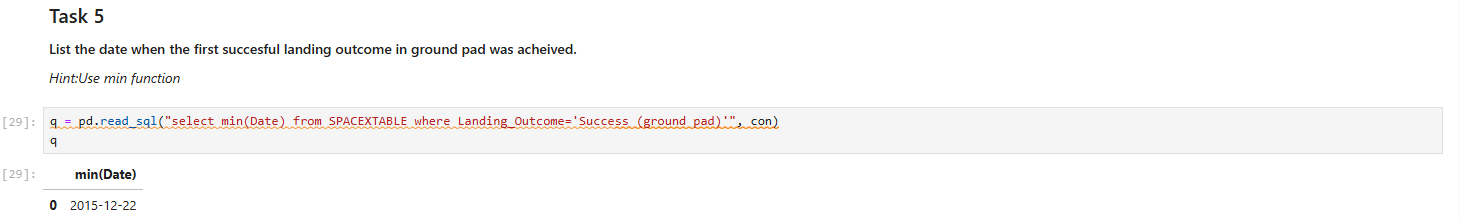 Task 5
List the date when the first succesful landing outcome in ground pad was acheived.
Hint:Use min function
[29]: q = pd.read_sql("select min(Date) from SPACEXTABLE where Landing_Outcome='Success (ground pad)'", con)
q
[29]: min(Date)
0 2015-12-22